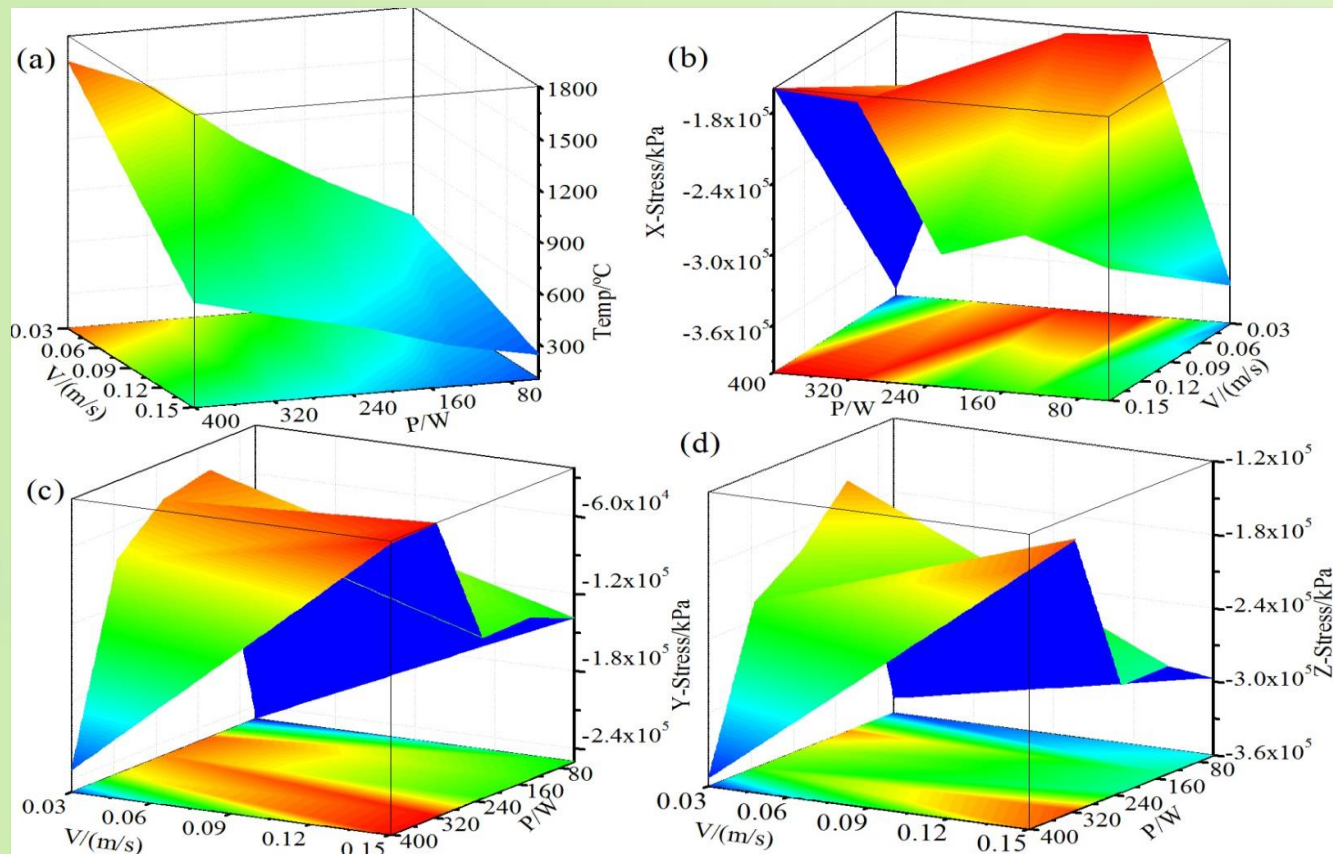 (a)
1800
1500
1200
900
600
300
Temp/ºC
0.03
0.06
0.09
0.12
0.15
V/(m/s)
400
320
240
160
80
P/W
(b)
-1.8x10⁵
-2.4x10⁵
-3.0x10⁵
-3.6x10⁵
X-Stress/kPa
400
320
160
80
P/W
0.15
0.12
0.09
0.06
0.03
V/(m/s)
(c)
-6.0x10⁴
-1.2x10⁵
-1.8x10⁵
-2.4x10⁵
Y-Stress/kPa
0.03
0.06
0.09
0.12
0.15
V/(m/s)
400
320
240
160
80
P/W
(d)
-1.2x10⁵
-1.8x10⁵
-2.4x10⁵
-3.0x10⁵
-3.6x10⁵
Z-Stress/kPa
0.03
0.06
0.09
0.12
0.15
V/(m/s)
400
320
240
160
80
P/W